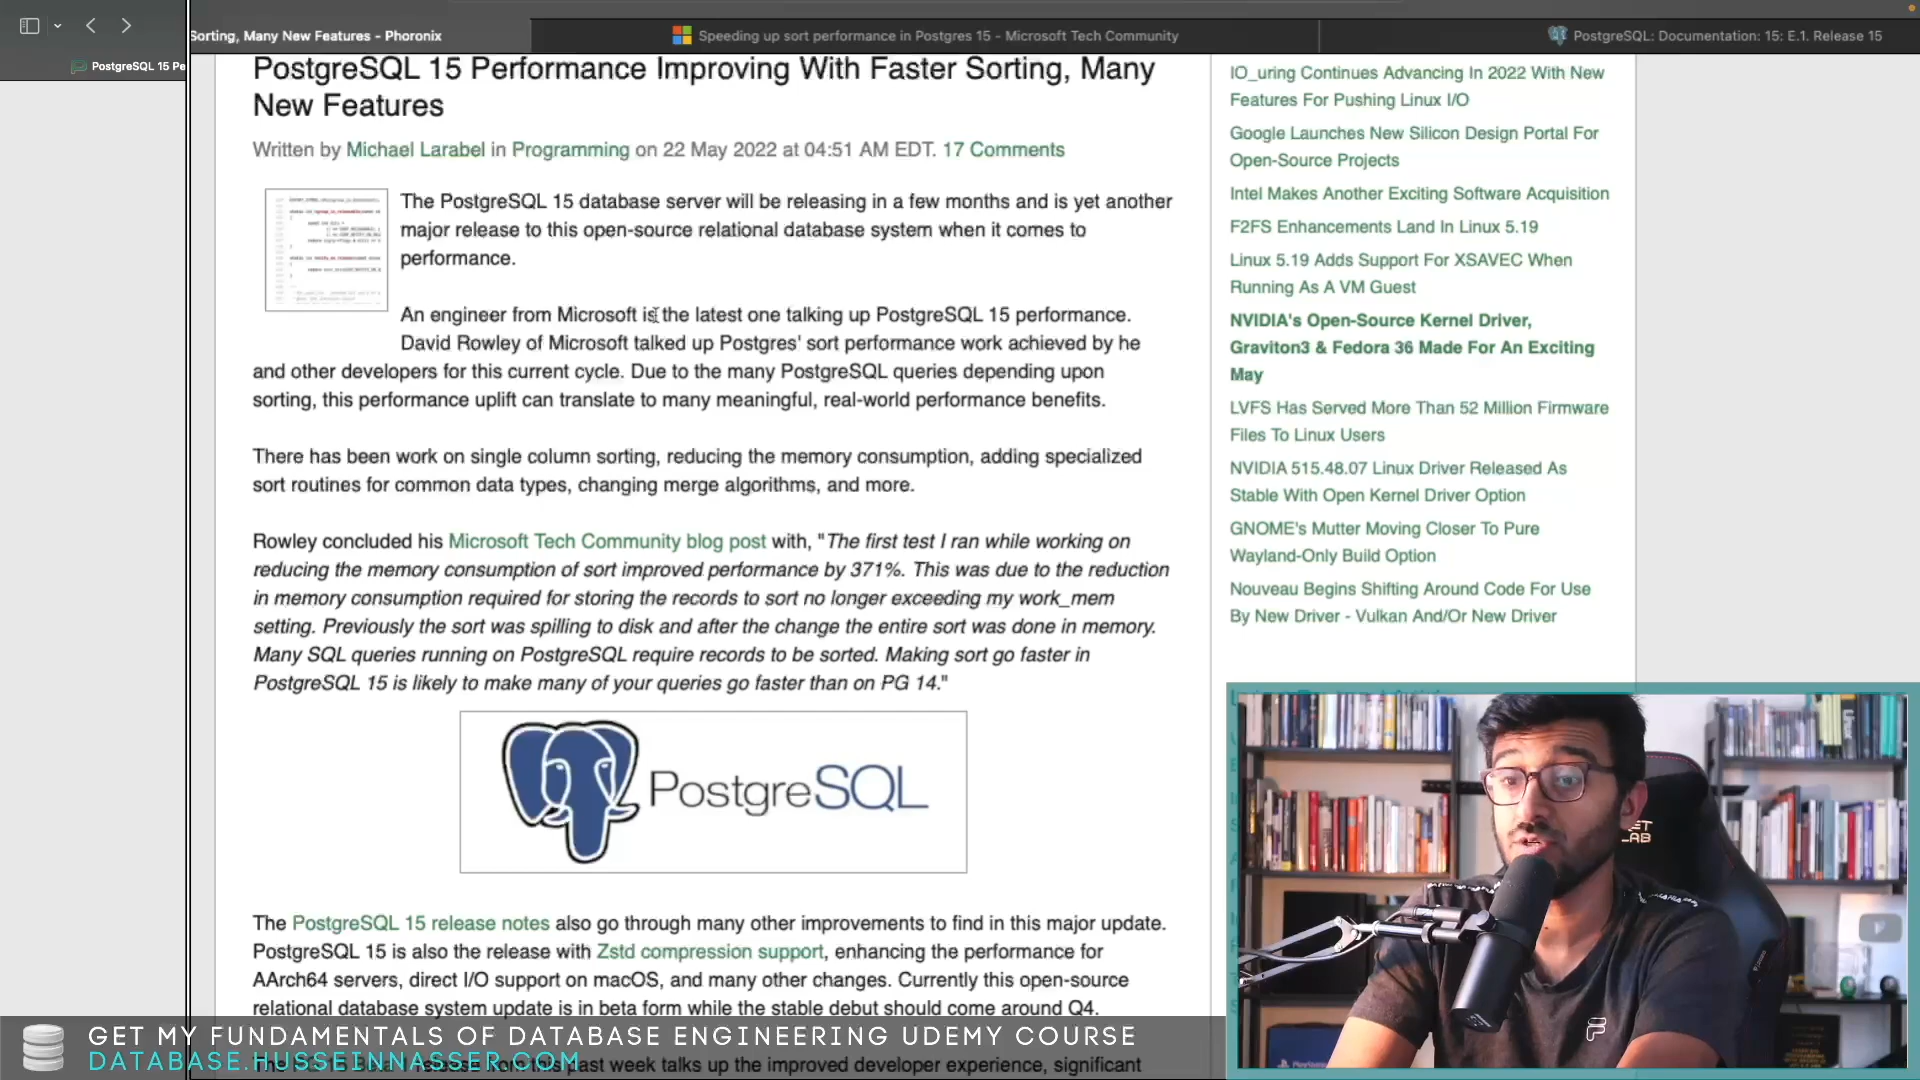 Sorting, Many New Features - Phoronix
Speeding up sort performance in Postgres 15 - Microsoft Tech Community
PostgreSQL: Documentation: 15: E.1. Release 15
PostgreSQL 15 Pe
PostgreSQL 15 Performance Improving With Faster Sorting, Many
New Features
Written by Michael Larabel in Programming on 22 May 2022 at 04:51 AM EDT. 17 Comments
The PostgreSQL 15 database server will be releasing in a few months and is yet another
major release to this open-source relational database system when it comes to
performance.
An engineer from Microsoft is the latest one talking up PostgreSQL 15 performance.
David Rowley of Microsoft talked up Postgres' sort performance work achieved by he
and other developers for this current cycle. Due to the many PostgreSQL queries depending upon
sorting, this performance uplift can translate to many meaningful, real-world performance benefits.
There has been work on single column sorting, reducing the memory consumption, adding specialized
sort routines for common data types, changing merge algorithms, and more.
Rowley concluded his Microsoft Tech Community blog post with, "The first test I ran while working on
reducing the memory consumption of sort improved performance by 371%. This was due to the reduction
in memory consumption required for storing the records to sort no longer exceeding my work_mem
setting. Previously the sort was spilling to disk and after the change the entire sort was done in memory.
Many SQL queries running on PostgreSQL require records to be sorted. Making sort go faster in
PostgreSQL 15 is likely to make many of your queries go faster than on PG 14."
PostgreSQL
The PostgreSQL 15 release notes also go through many other improvements to find in this major update.
PostgreSQL 15 is also the release with Zstd compression support, enhancing the performance for
AArch64 servers, direct I/O support on macOS, and many other changes. Currently this open-source
relational database system update is in beta form while the stable debut should come around Q4.
past week talks up the improved developer experience, significant
IO_uring Continues Advancing In 2022 With New
Features For Pushing Linux I/O
Google Launches New Silicon Design Portal For
Open-Source Projects
Intel Makes Another Exciting Software Acquisition
F2FS Enhancements Land In Linux 5.19
Linux 5.19 Adds Support For XSAVEC When
Running As A VM Guest
NVIDIA's Open-Source Kernel Driver,
Graviton3 & Fedora 36 Made For An Exciting
May
LVFS Has Served More Than 52 Million Firmware
Files To Linux Users
NVIDIA 515.48.07 Linux Driver Released As
Stable With Open Kernel Driver Option
GNOME's Mutter Moving Closer To Pure
Wayland-Only Build Option
Nouveau Begins Shifting Around Code For Use
By New Driver - Vulkan And/Or New Driver
GET MY FUNDAMENTALS OF DATABASE ENGINEERING UDEMY COURSE
DATABASE.HUSSEINNASSER.COM